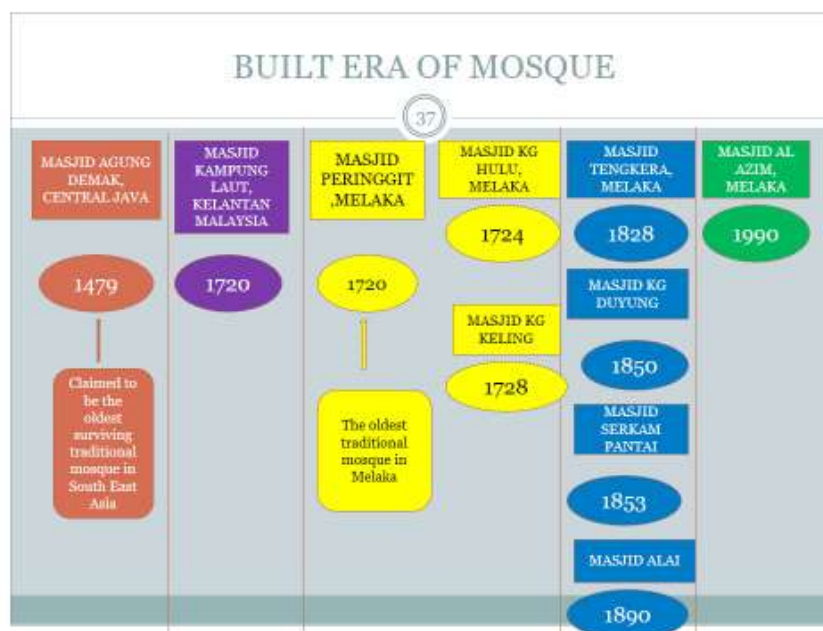 BUILT ERA OF MOSQUE
37
MASJID AGUNG
DEMAK,
CENTRAL JAVA
1479
Claimed to
be the
oldest
surviving
traditional
mosque in
South East
Asia
MASJID
KAMPUNG
LAUT,
KELANTAN
MALAYSIA
1720
MASJID
PERINGGIT
,MELAKA
1720
The oldest
traditional
mosque in
Melaka
MASJID KG
HULU,
MELAKA
1724
MASJID KG
KELING
1728
MASJID
TENGKERA,
MELAKA
1828
MASJID KG
DUYUNG
1850
MASJID
SERKAM
PANTAI
1853
MASJID ALAI
1890
MASJID AL
AZIM,
MELAKA
1990